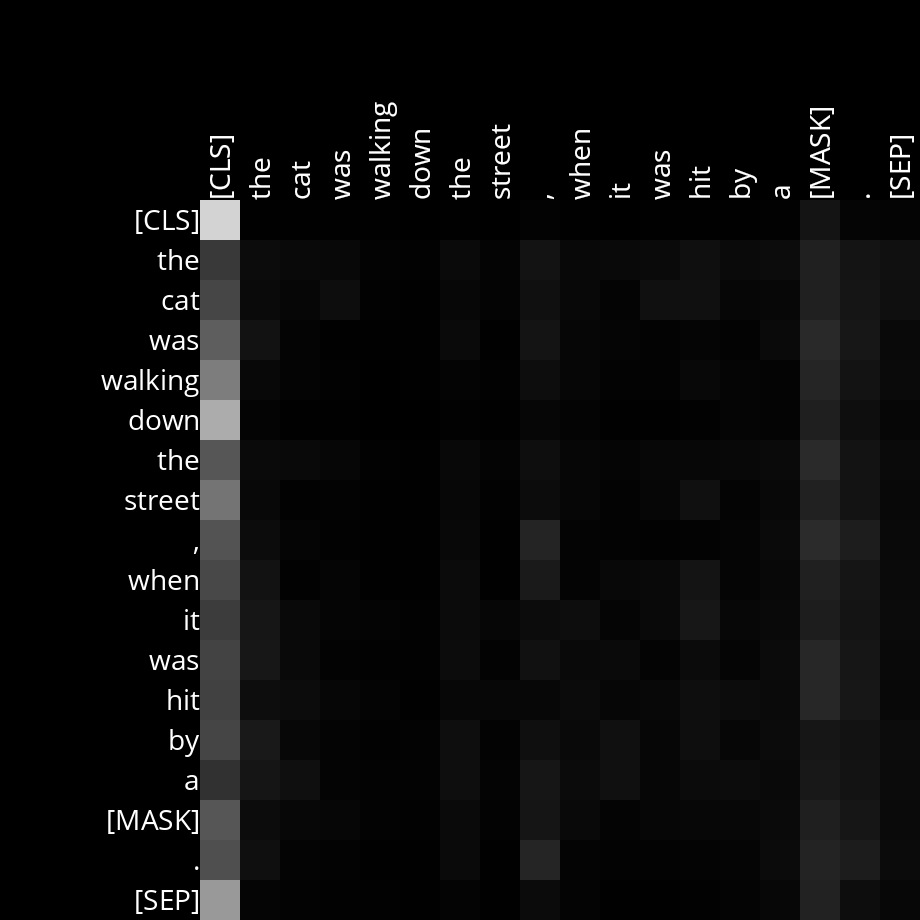 [CLS] the cat was walking down the street , when it was hit by a [MASK] . [SEP]
[CLS]
the
cat
was
walking
down
the
street
,
when
it
was
hit
by
a
[MASK]
.
[SEP]